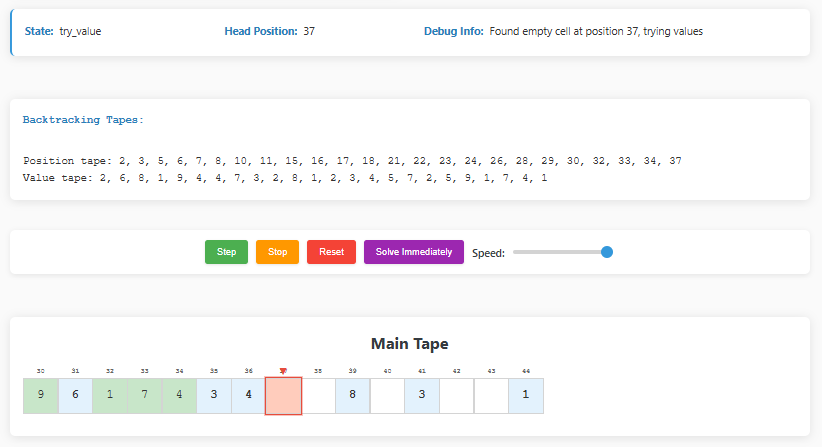 State: try_value Head Position: 37 Debug Info: Found empty cell at position 37, trying values
Backtracking Tapes:
Position tape: 2, 3, 5, 6, 7, 8, 10, 11, 15, 16, 17, 18, 21, 22, 23, 24, 26, 28, 29, 30, 32, 33, 34, 37
Value tape: 2, 6, 8, 1, 9, 4, 4, 7, 3, 2, 8, 1, 2, 3, 4, 5, 7, 2, 5, 9, 1, 7, 4, 1
Step Stop Reset Solve Immediately Speed:
Main Tape
30 31 32 33 34 35 36 38 39 40 41 42 43 44
9 6 1 7 4 3 4 8 3 1